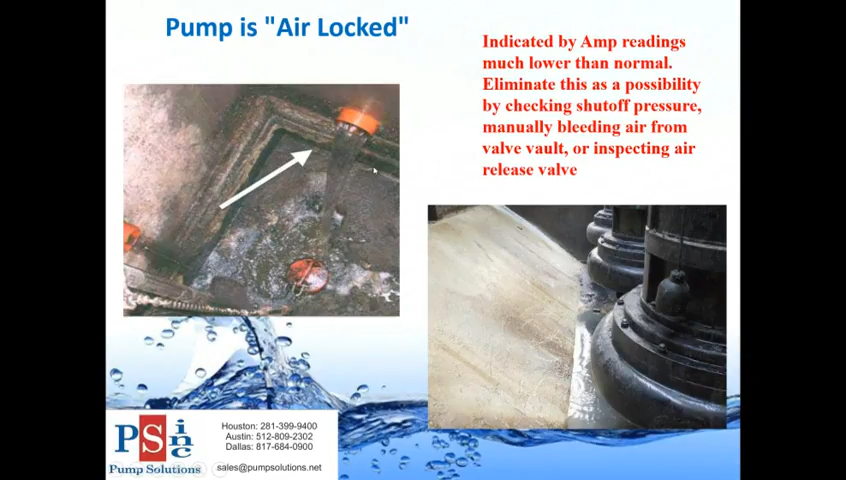 Pump is "Air Locked"
Indicated by Amp readings
much lower than normal.
Eliminate this as a possibility
by checking shutoff pressure,
manually bleeding air from
valve vault, or inspecting air
release valve
PS inc
Pump Solutions
Houston: 281-399-9400
Austin: 512-809-2302
Dallas: 817-684-0900
sales@pumpsolutions.net